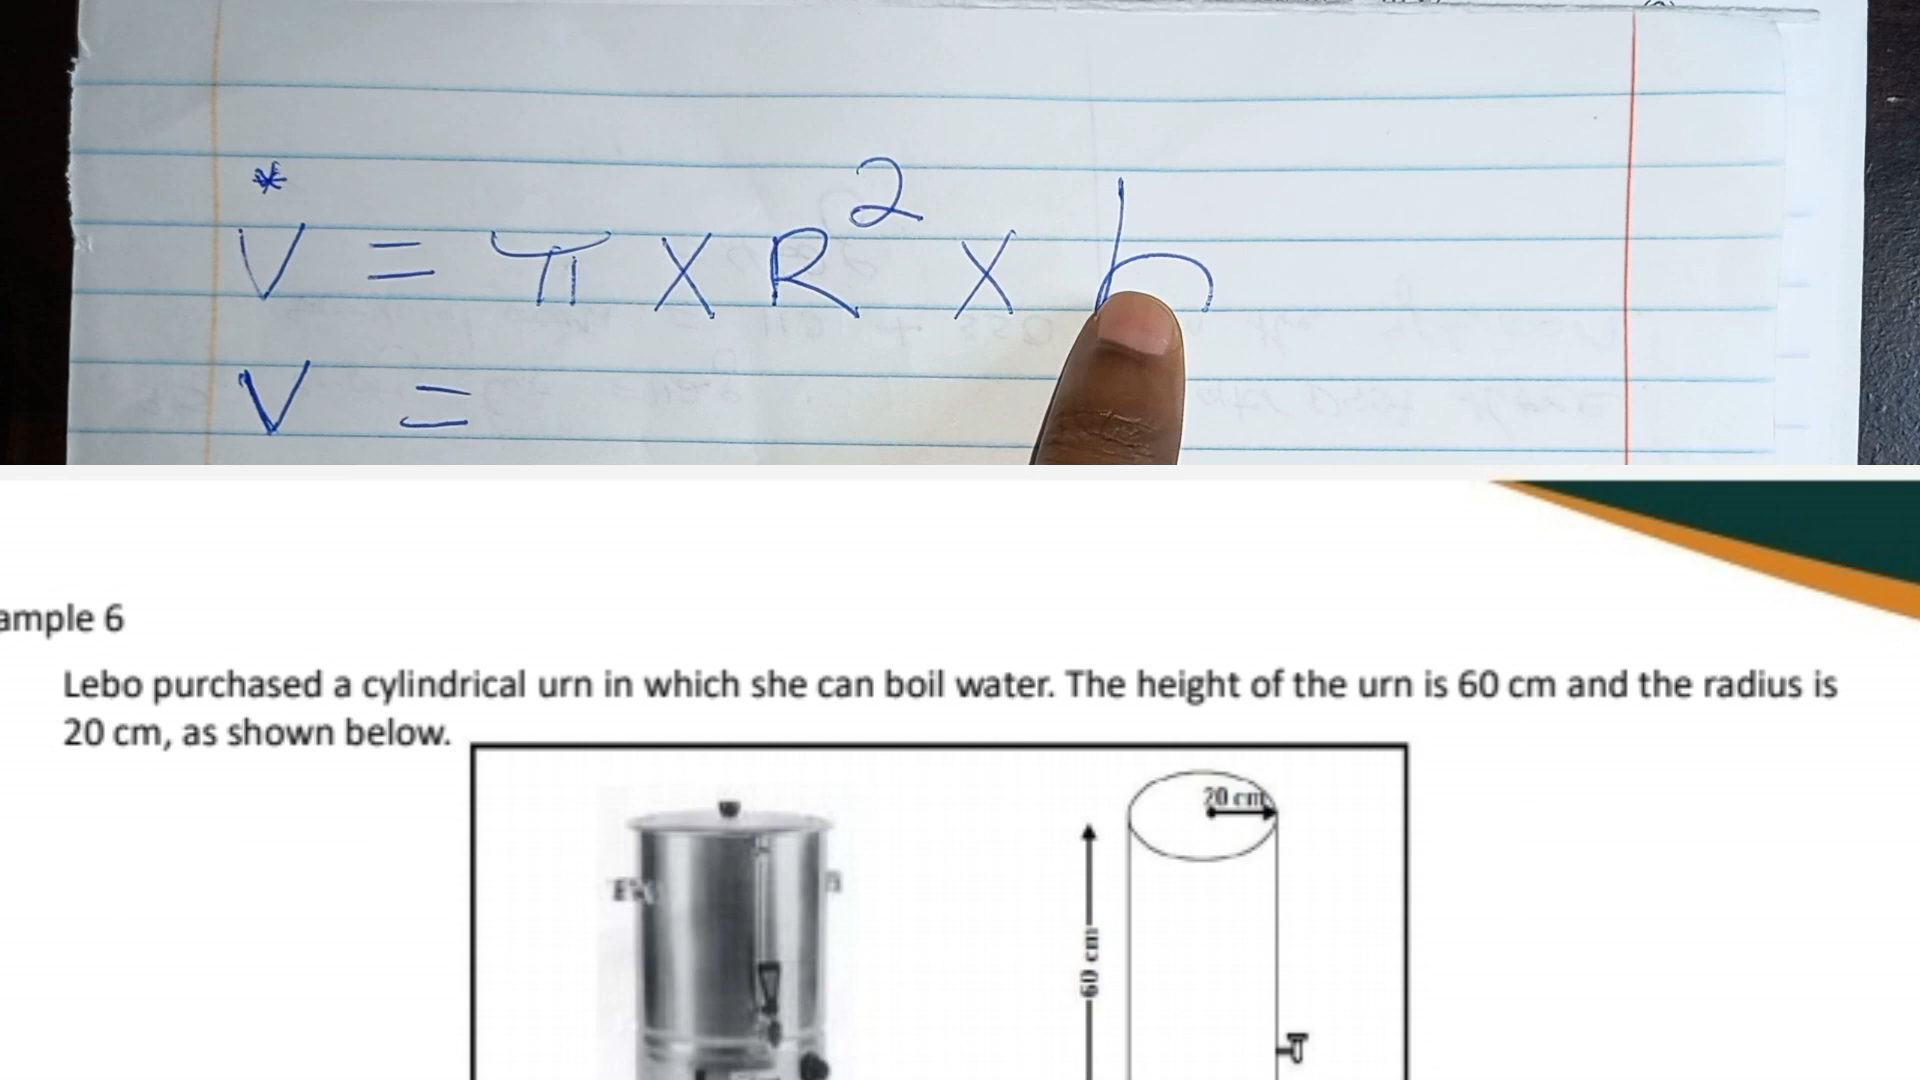 *
V = π x R² x h
V =
ample 6
Lebo purchased a cylindrical urn in which she can boil water. The height of the urn is 60 cm and the radius is
20 cm, as shown below.
20 cm
60 cm